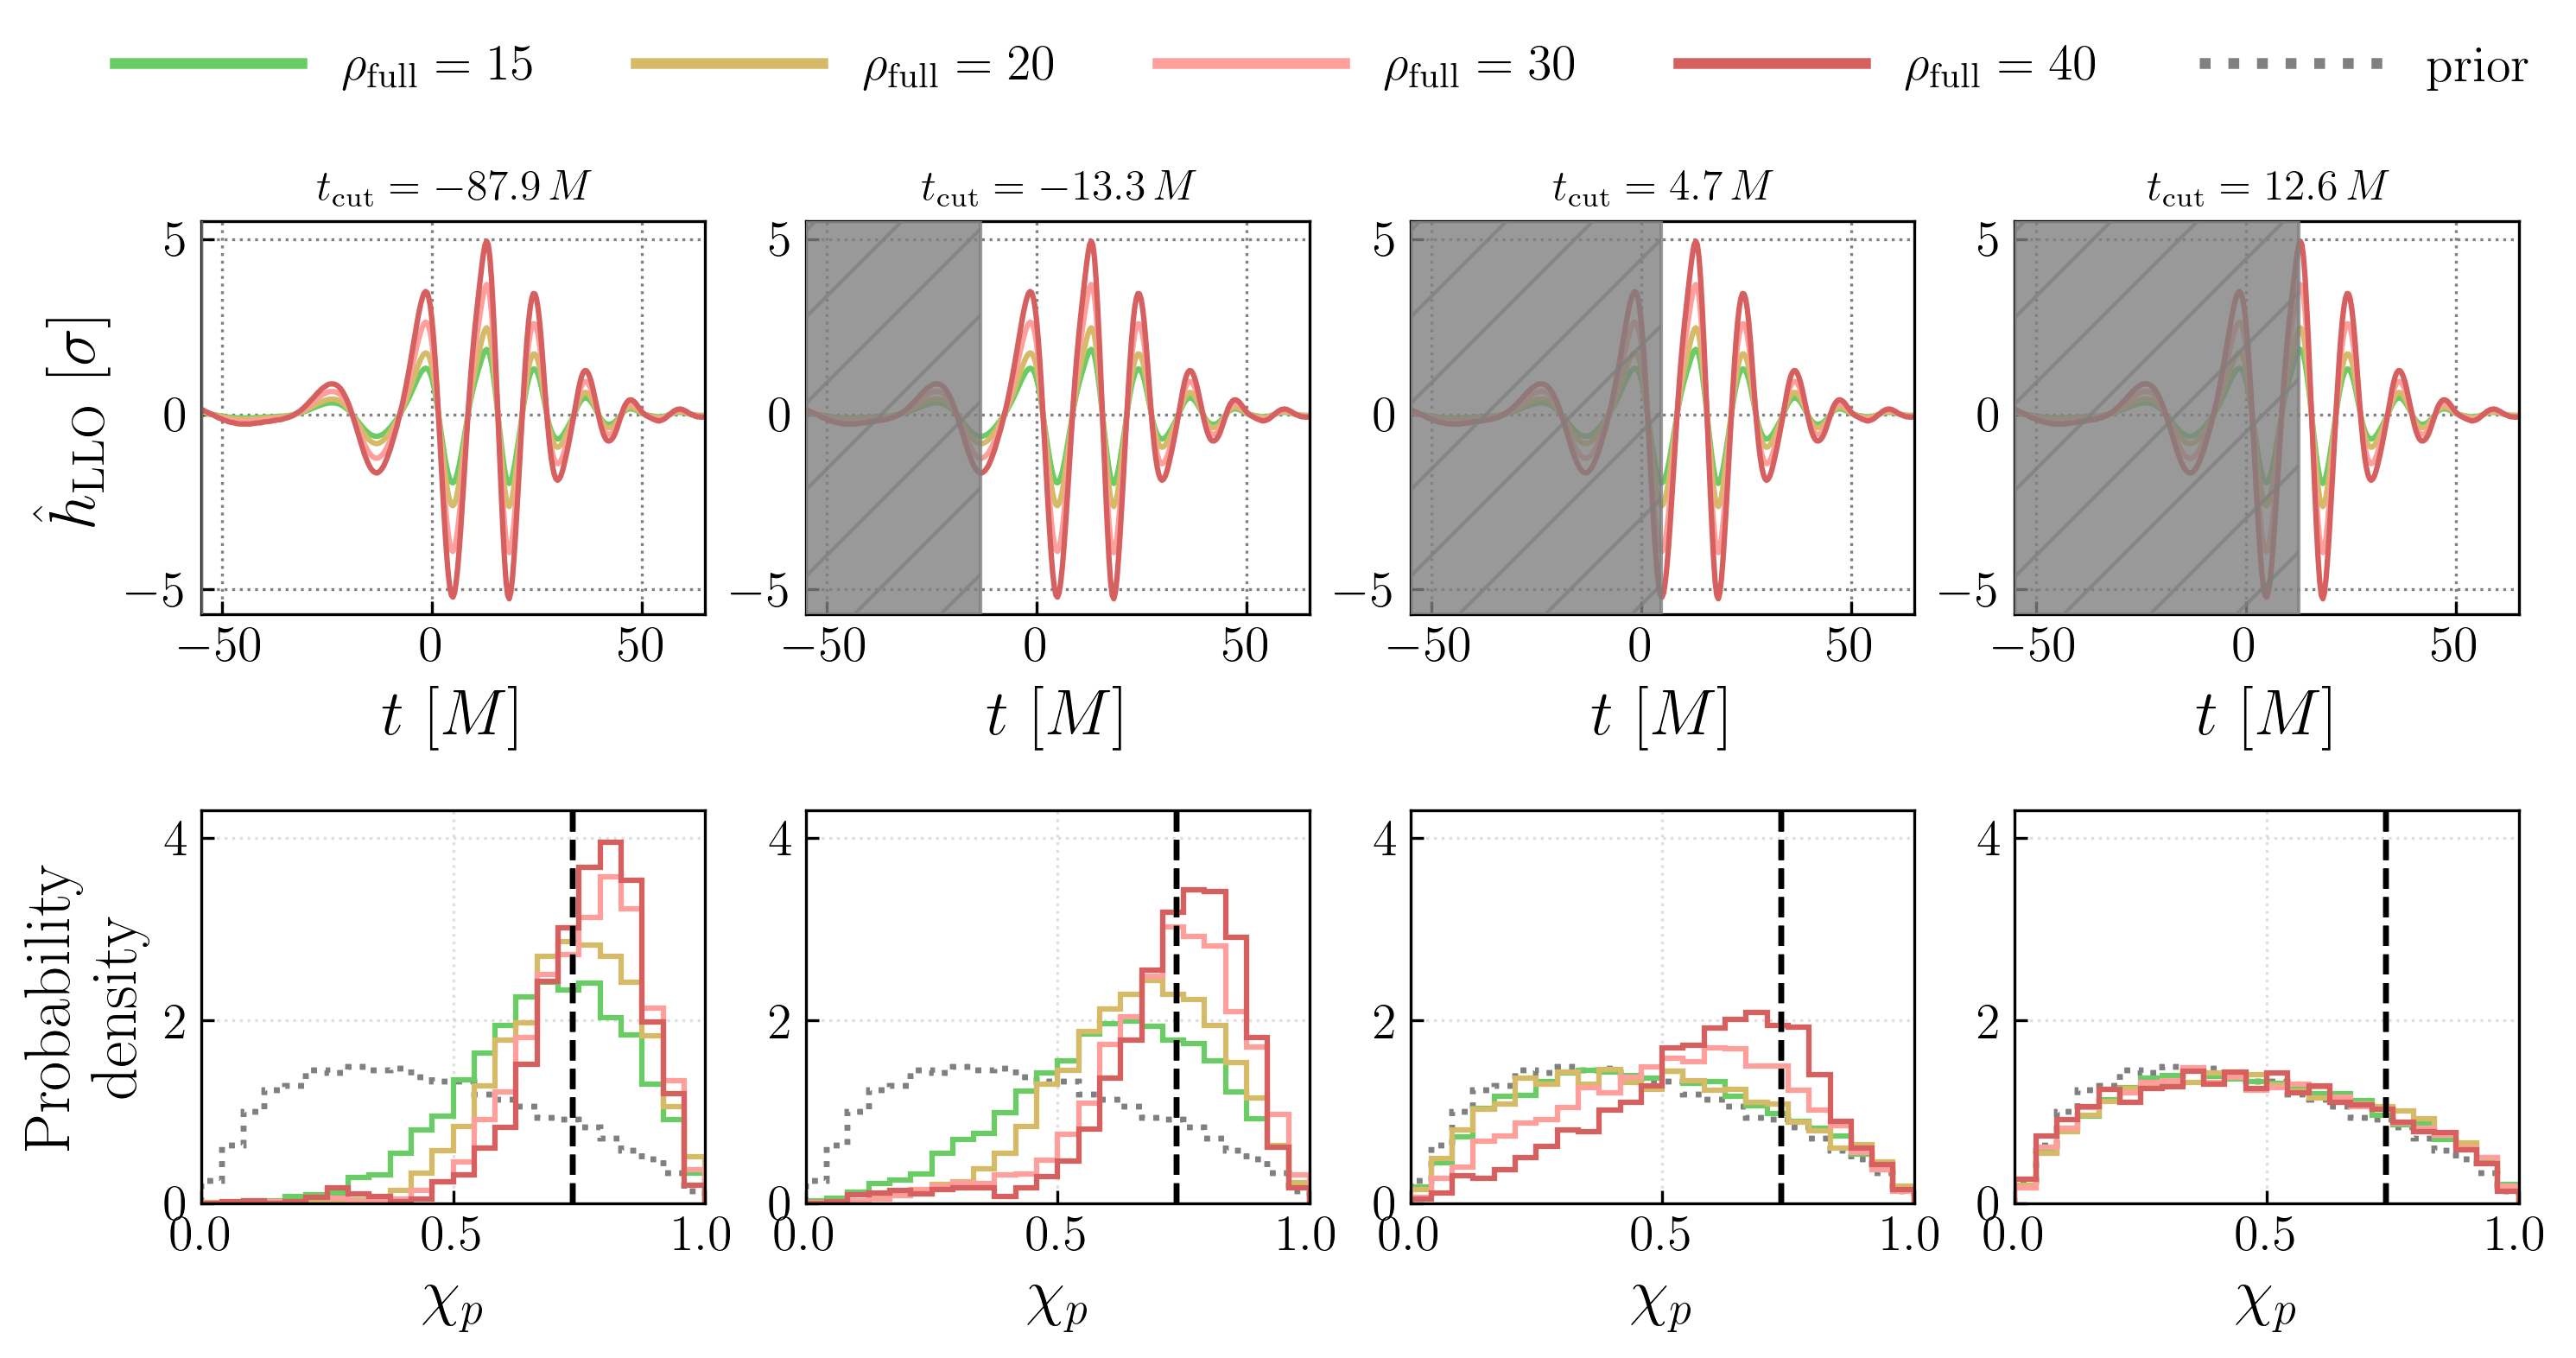 ρfull = 15 ρfull = 20 ρfull = 30 ρfull = 40 prior
tcut = −87.9 M tcut = −13.3 M tcut = 4.7 M tcut = 12.6 M
ĥLLO [σ]
5 0 −5 5 0 −5 5 0 −5 5 0 −5
−50 0 50 −50 0 50 −50 0 50 −50 0 50
t [M] t [M] t [M] t [M]
Probability
density
4 2 0 4 2 0 4 2 0 4 2 0
0.0 0.5 1.0 0.0 0.5 1.0 0.0 0.5 1.0 0.0 0.5 1.0
χp χp χp χp